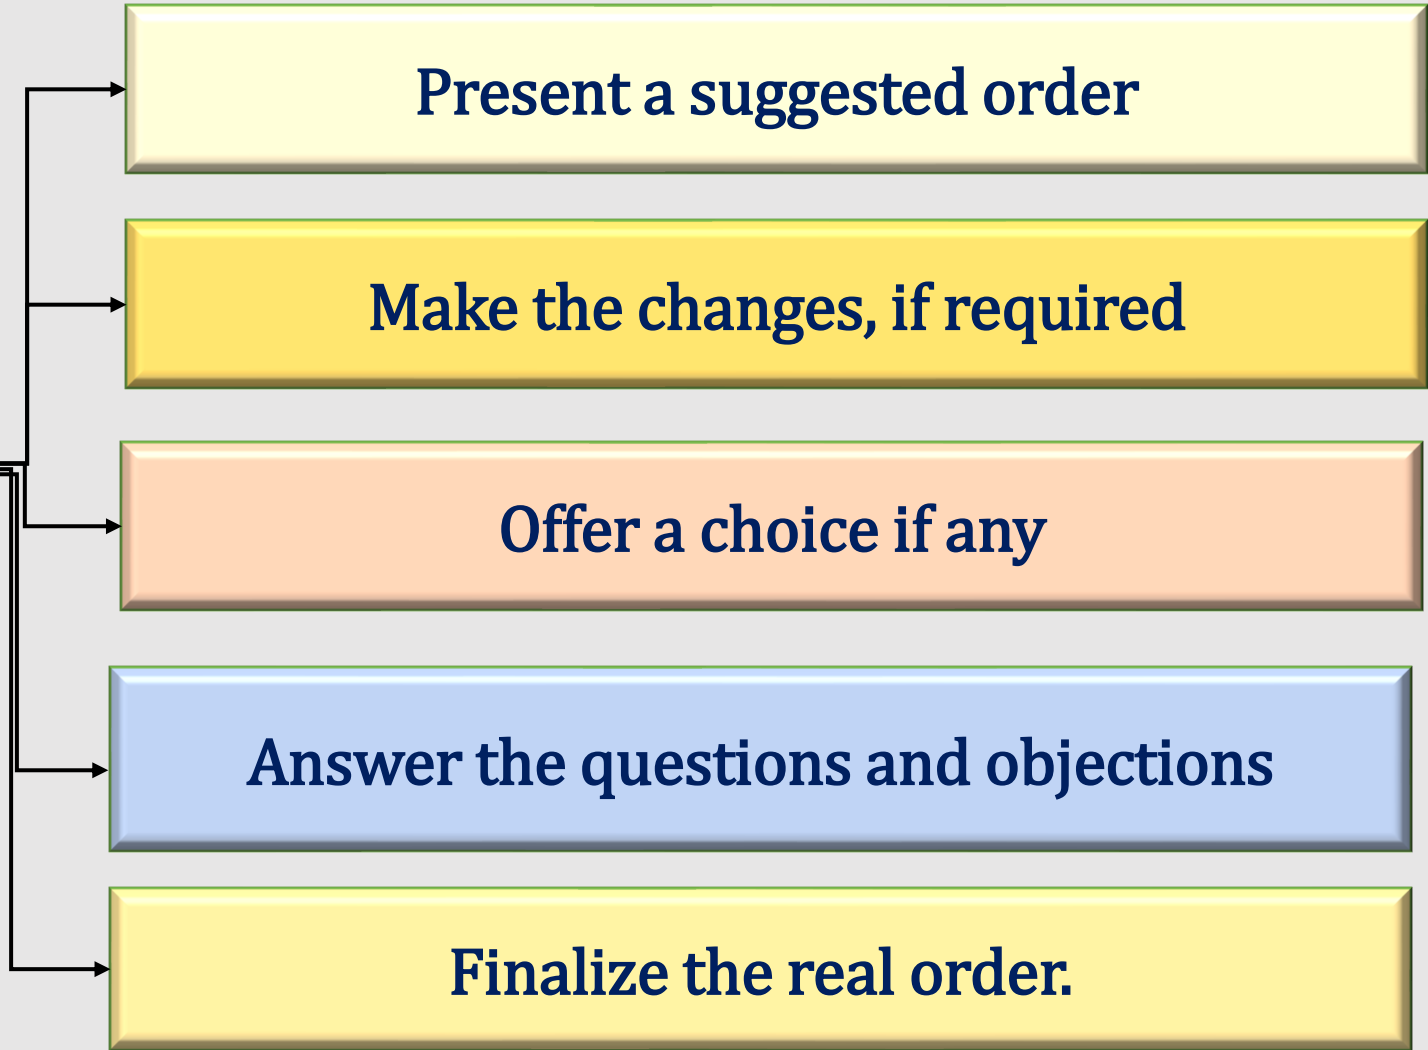 Present a suggested order
Make the changes, if required
Offer a choice if any
Answer the questions and objections
Finalize the real order.